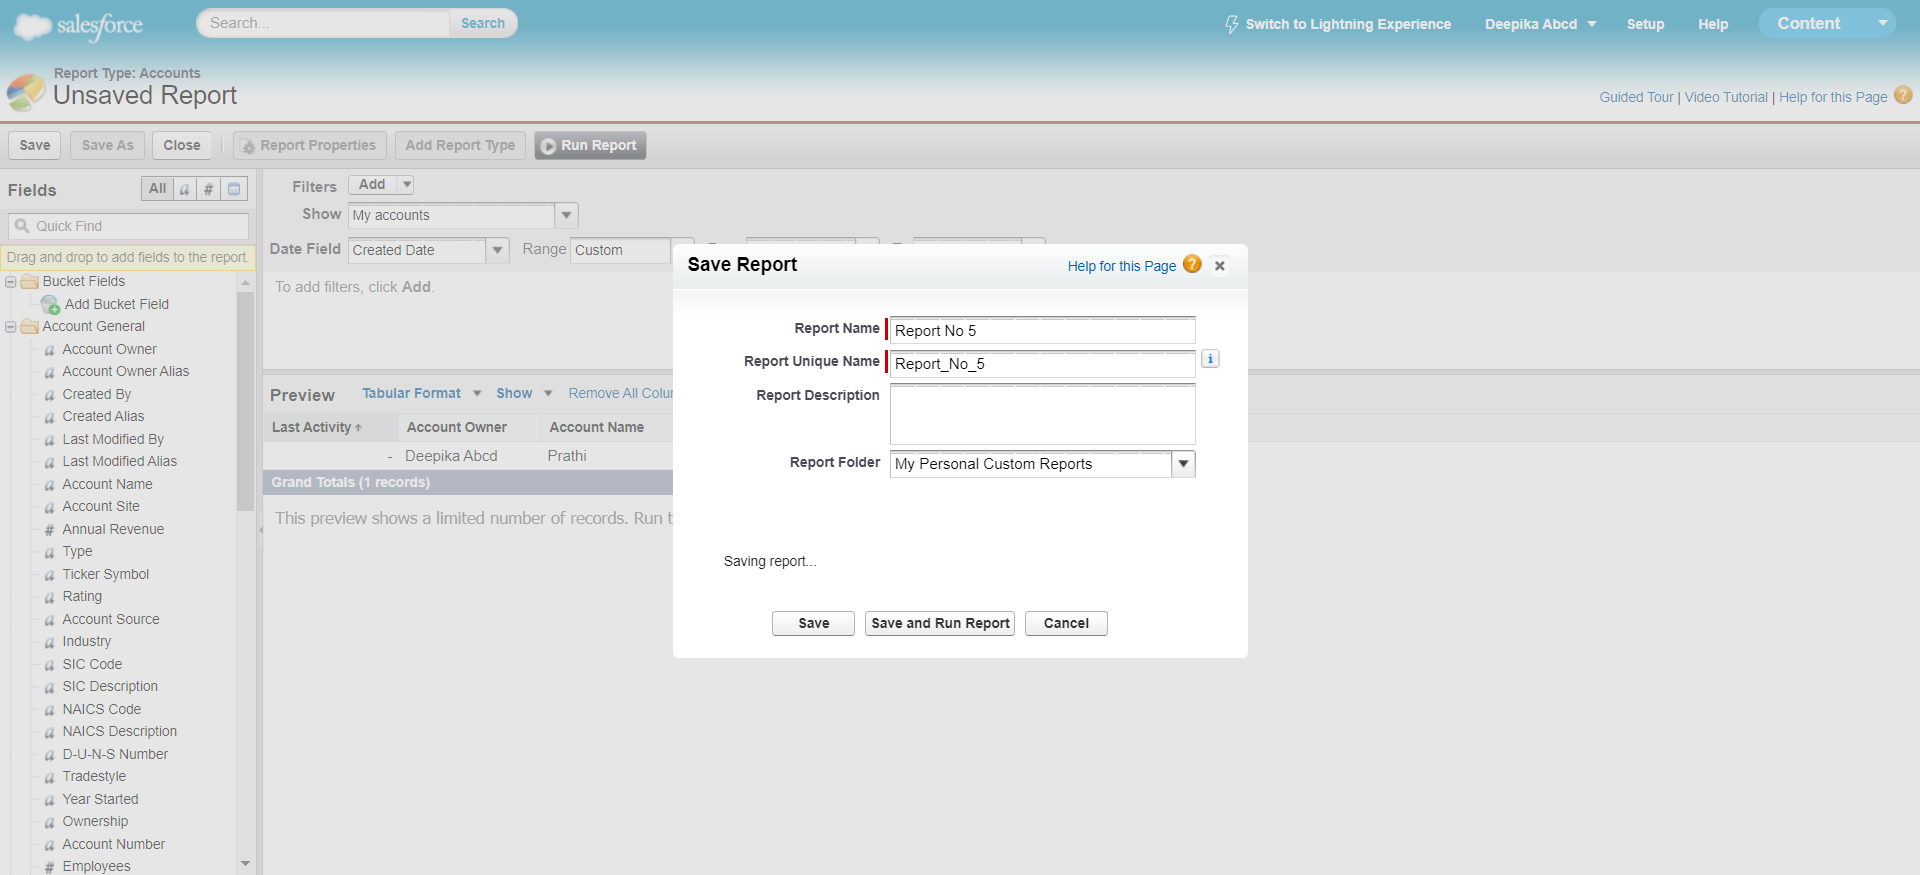 salesforce
Search...
Search
Switch to Lightning Experience
Deepika Abcd
Setup
Help
Content
Report Type: Accounts
Unsaved Report
Guided Tour | Video Tutorial | Help for this Page ?
Save
Save As
Close
Report Properties
Add Report Type
Run Report
Fields
All
a
#
Quick Find
Drag and drop to add fields to the report.
Bucket Fields
Add Bucket Field
Account General
a Account Owner
a Account Owner Alias
a Created By
a Created Alias
a Last Modified By
a Last Modified Alias
a Account Name
a Account Site
# Annual Revenue
a Type
a Ticker Symbol
a Rating
a Account Source
a Industry
a SIC Code
a SIC Description
a NAICS Code
a NAICS Description
a D-U-N-S Number
a Tradestyle
a Year Started
a Ownership
a Account Number
# Employees
Filters
Add
Show
My accounts
Date Field
Created Date
Range
Custom
To add filters, click Add.
Preview
Tabular Format
Show
Remove All Colu
Last Activity
Account Owner
Account Name
- Deepika Abcd
Prathi
Grand Totals (1 records)
This preview shows a limited number of records. Run t
Save Report
Help for this Page ?
Report Name
Report No 5
Report Unique Name
Report_No_5
i
Report Description
Report Folder
My Personal Custom Reports
Saving report...
Save
Save and Run Report
Cancel